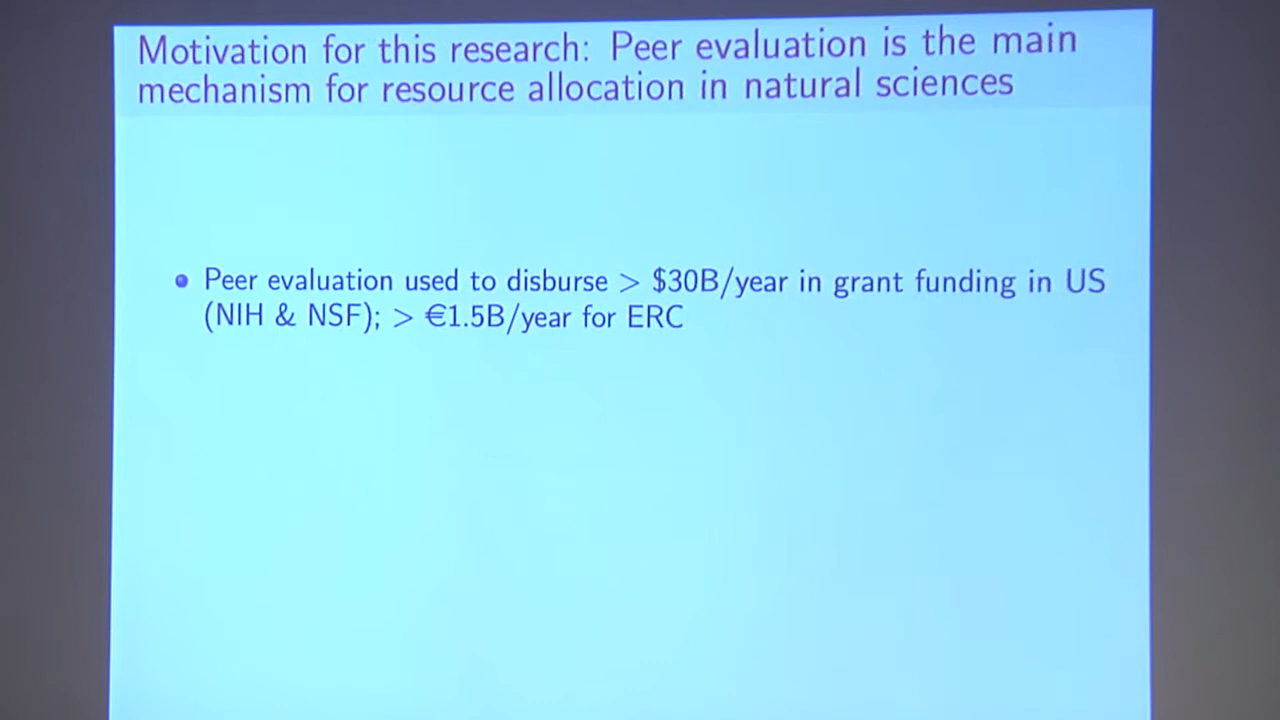 Motivation for this research: Peer evaluation is the main
mechanism for resource allocation in natural sciences
Peer evaluation used to disburse > $30B/year in grant funding in US
(NIH & NSF); > €1.5B/year for ERC